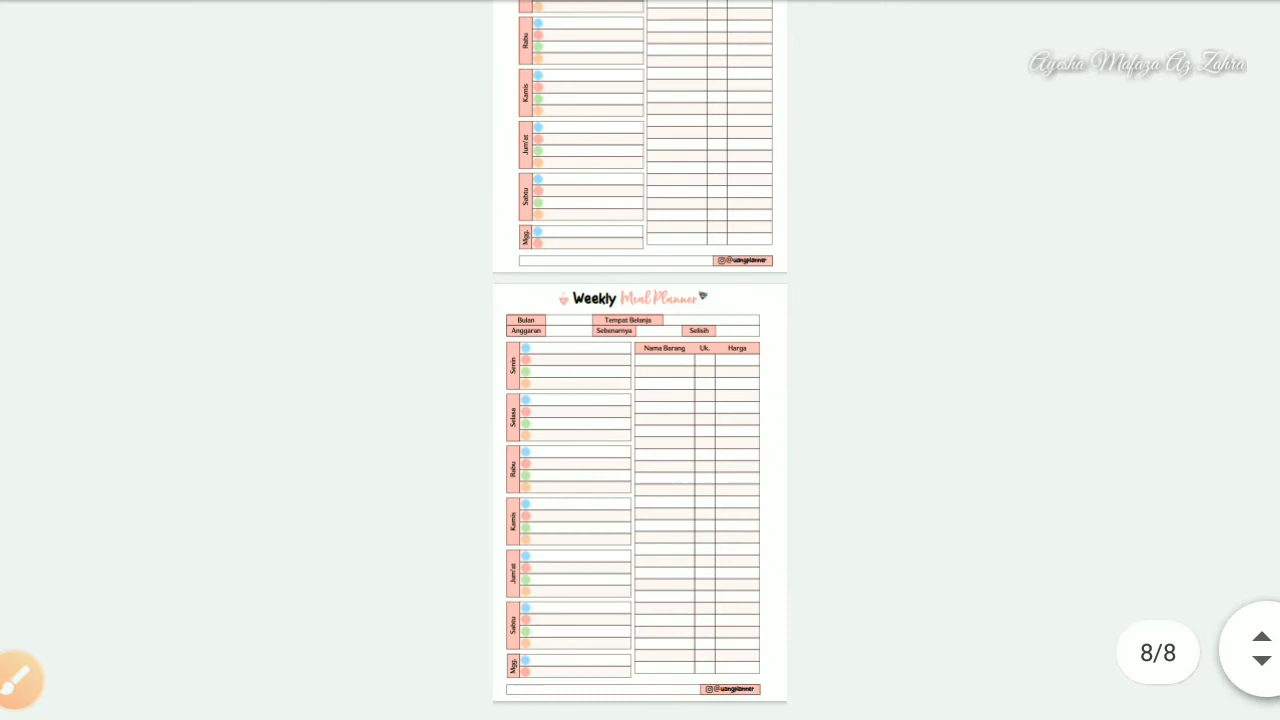 Ayesha Mafaza Az Zahra
Rabu
Kamis
Jum'at
Sabtu
Mgg.
@uangplanner
Weekly Meal Planner
Bulan Tempat Belanja
Anggaran Sebenarnya Selisih
Nama Barang Uk. Harga
Senin
Selasa
Rabu
Kamis
Jum'at
Sabtu
Mgg.
@uangplanner
8/8